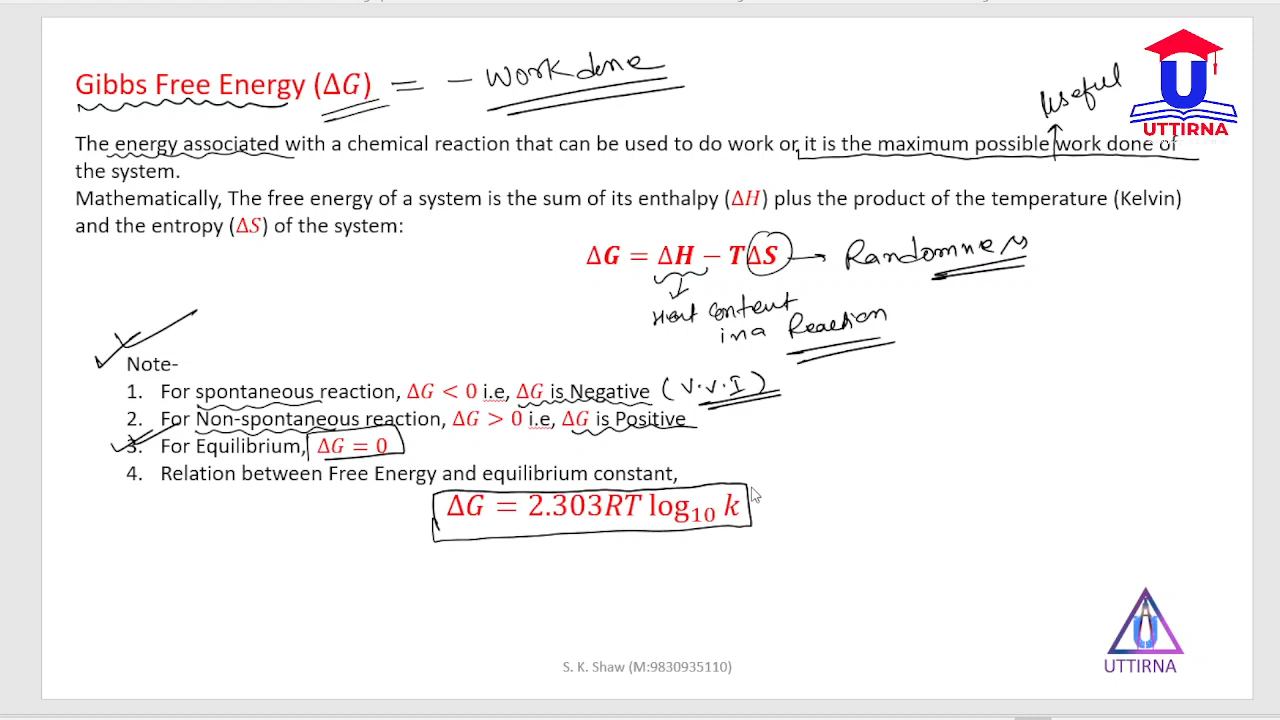 Gibbs Free Energy (ΔG) = - Work done
Useful
UTTIRNA
The energy associated with a chemical reaction that can be used to do work or, it is the maximum possible work done of
the system.
Mathematically, The free energy of a system is the sum of its enthalpy (ΔH) plus the product of the temperature (Kelvin)
and the entropy (ΔS) of the system:
ΔG = ΔH − TΔS → Randomness
Heat content
in a Reaction
Note-
1. For spontaneous reaction, ΔG < 0 i.e, ΔG is Negative (V.V.I)
2. For Non-spontaneous reaction, ΔG > 0 i.e, ΔG is Positive
3. For Equilibrium, ΔG = 0
4. Relation between Free Energy and equilibrium constant,
ΔG = 2.303RT log₁₀ k
S. K. Shaw (M:9830935110)
UTTIRNA